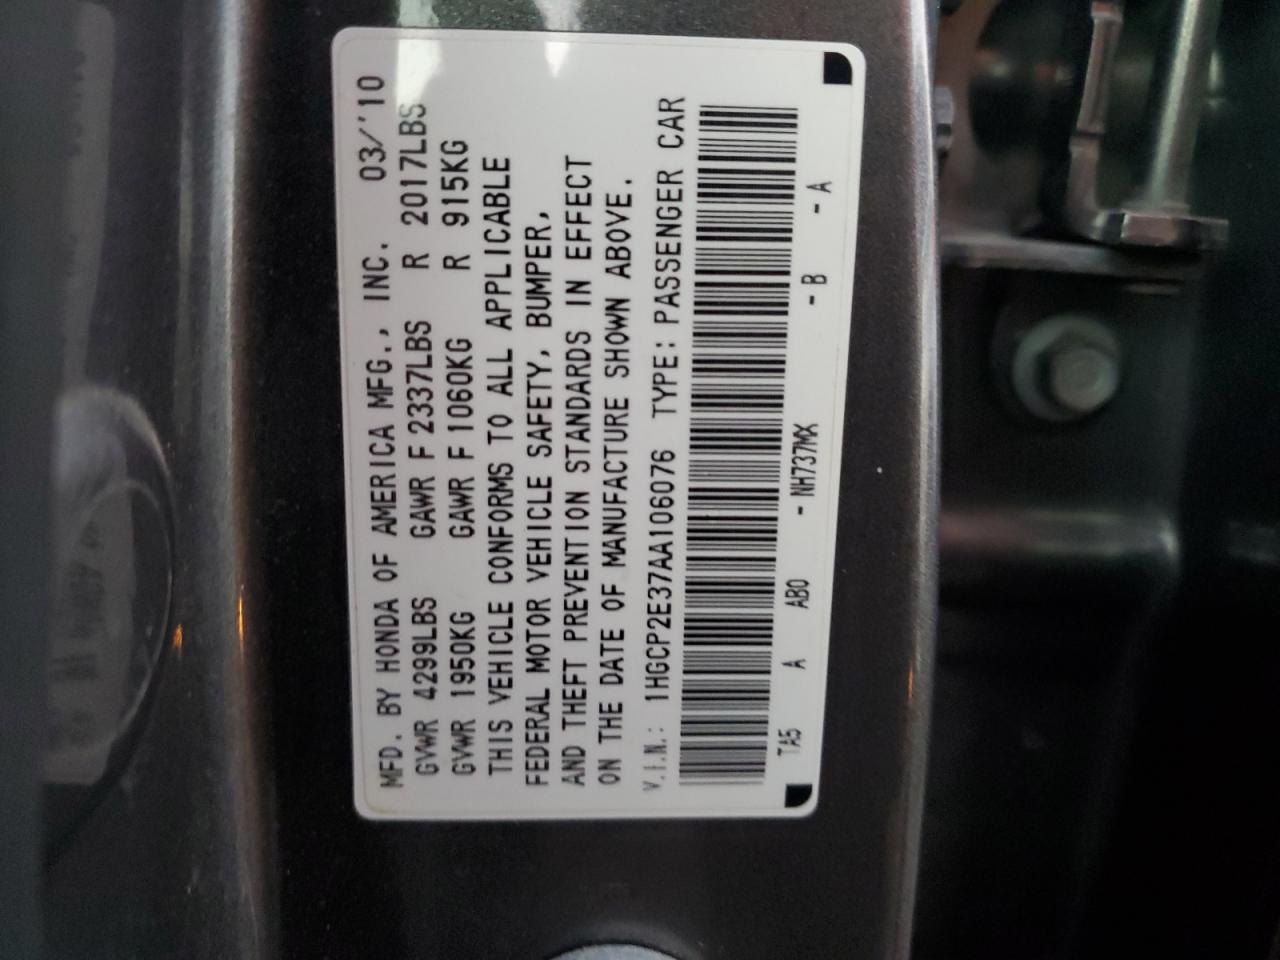 MFD. BY HONDA OF AMERICA MFG., INC. 03/'10
GVWR 4299LBS GAWR F 2337LBS R 2017LBS
GVWR 1950KG GAWR F 1060KG R 915KG
THIS VEHICLE CONFORMS TO ALL APPLICABLE
FEDERAL MOTOR VEHICLE SAFETY, BUMPER,
AND THEFT PREVENTION STANDARDS IN EFFECT
ON THE DATE OF MANUFACTURE SHOWN ABOVE.
V.I.N.: 1HGCP2E37AA106076 TYPE: PASSENGER CAR
TA5 A AB0 - NH737MX - B - A